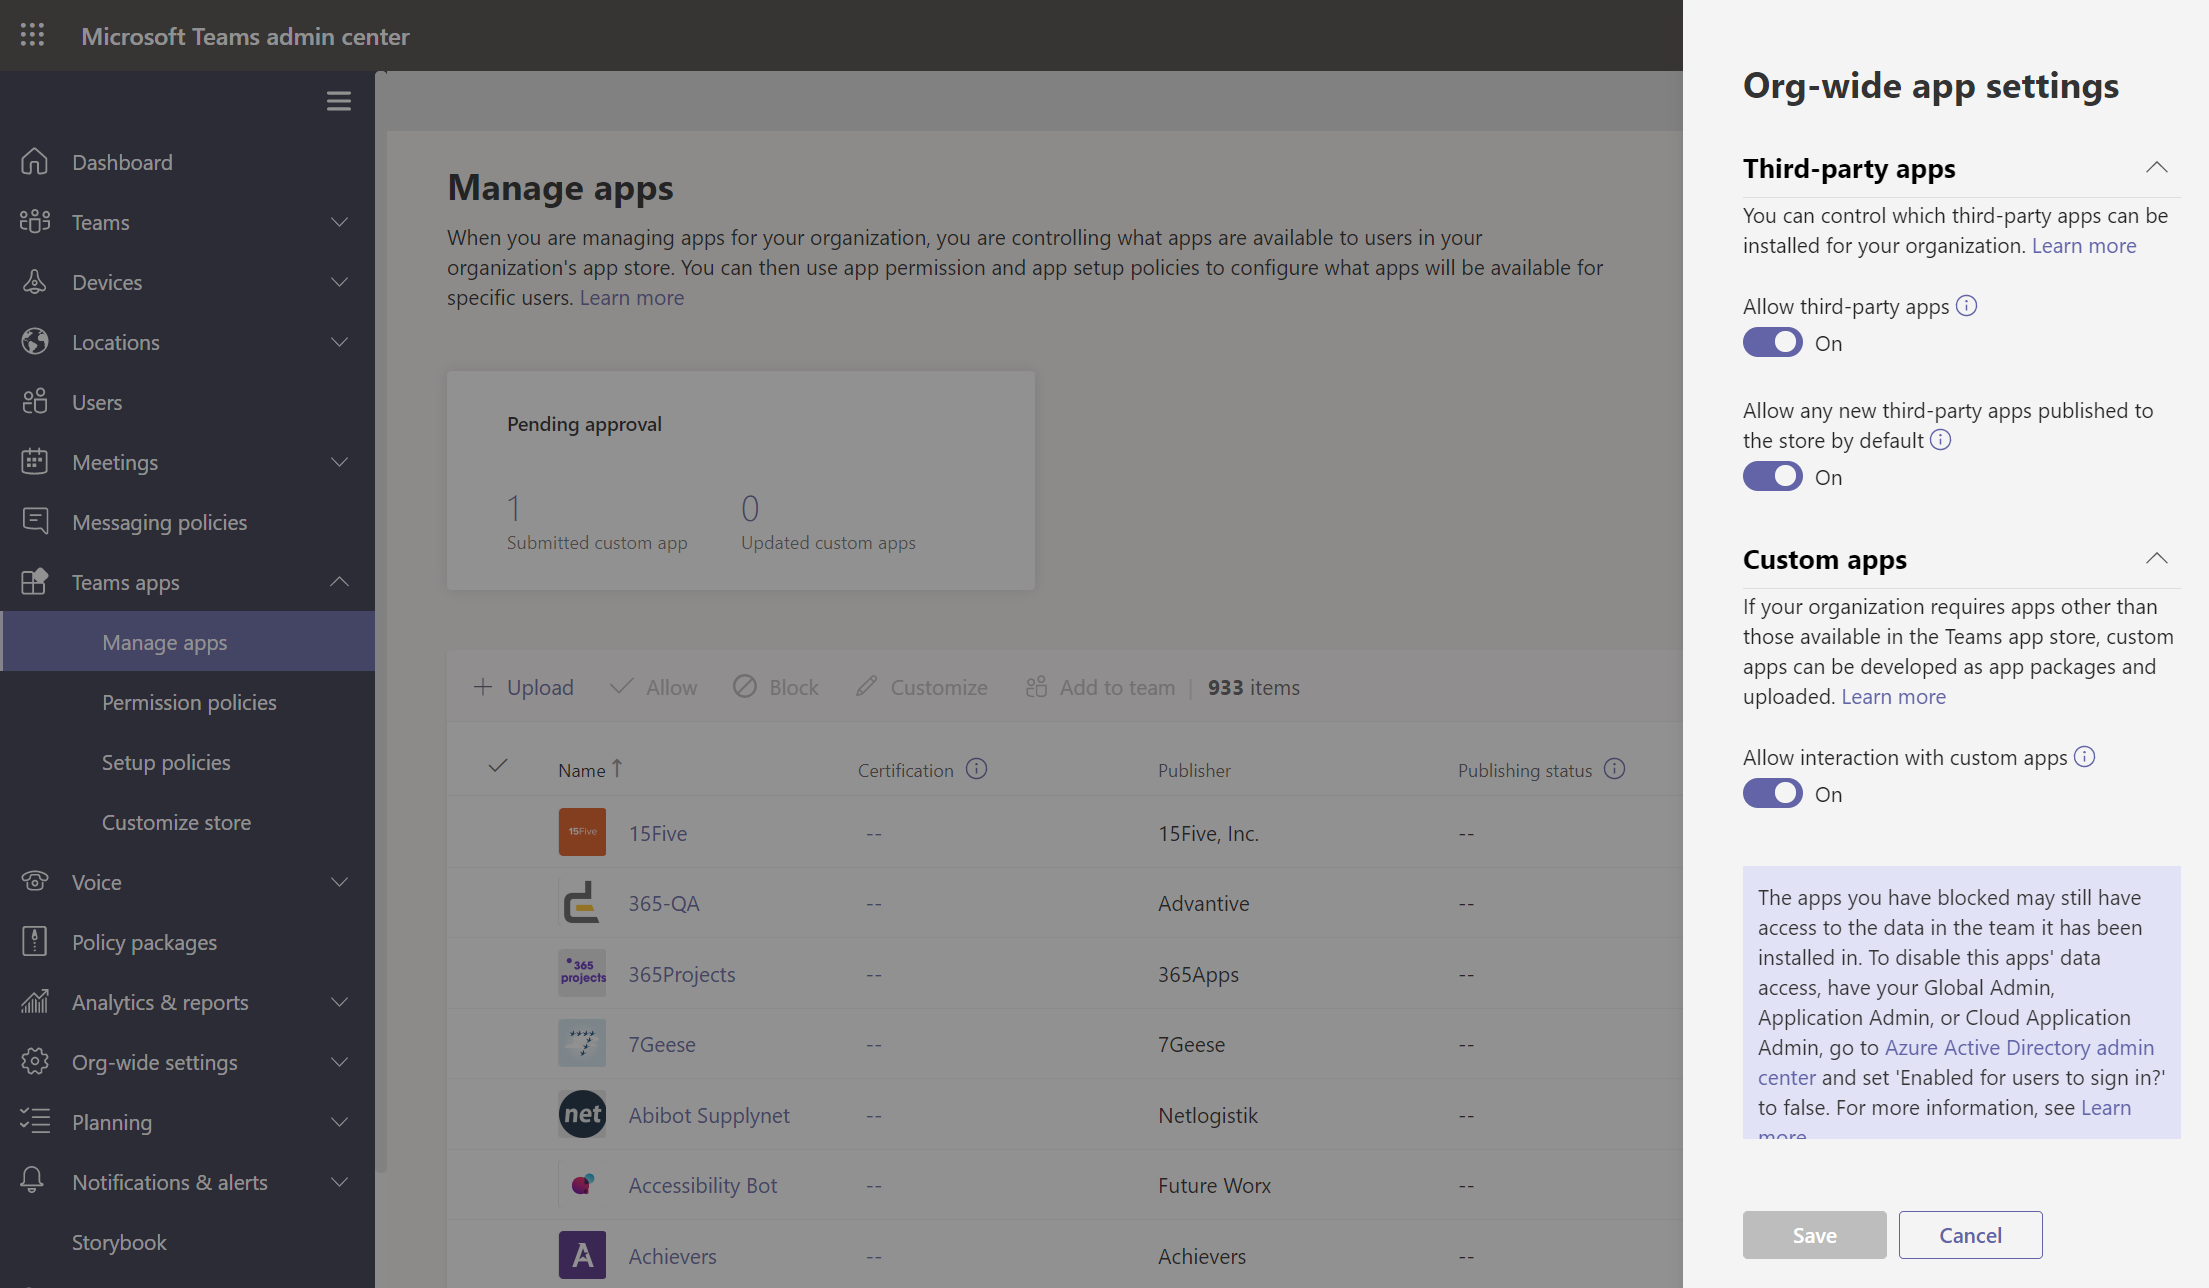 Microsoft Teams admin center
Dashboard
Teams
Devices
Locations
Users
Meetings
Messaging policies
Teams apps
Manage apps
Permission policies
Setup policies
Customize store
Voice
Policy packages
Analytics & reports
Org-wide settings
Planning
Notifications & alerts
Storybook
Manage apps
When you are managing apps for your organization, you are controlling what apps are available to users in your
organization's app store. You can then use app permission and app setup policies to configure what apps will be available for
specific users. Learn more
Pending approval
1
Submitted custom app
0
Updated custom apps
Upload Allow Block Customize Add to team | 933 items
Name ↑ Certification Publisher Publishing status
15Five 15Five -- 15Five, Inc. --
365-QA -- Advantive --
365 projects 365Projects -- 365Apps --
7Geese -- 7Geese --
net Abibot Supplynet -- Netlogistik --
Accessibility Bot -- Future Worx --
A Achievers -- Achievers --
Org-wide app settings
Third-party apps
You can control which third-party apps can be
installed for your organization. Learn more
Allow third-party apps
On
Allow any new third-party apps published to
the store by default
On
Custom apps
If your organization requires apps other than
those available in the Teams app store, custom
apps can be developed as app packages and
uploaded. Learn more
Allow interaction with custom apps
On
The apps you have blocked may still have
access to the data in the team it has been
installed in. To disable this apps' data
access, have your Global Admin,
Application Admin, or Cloud Application
Admin, go to Azure Active Directory admin
center and set 'Enabled for users to sign in?'
to false. For more information, see Learn
more
Save
Cancel